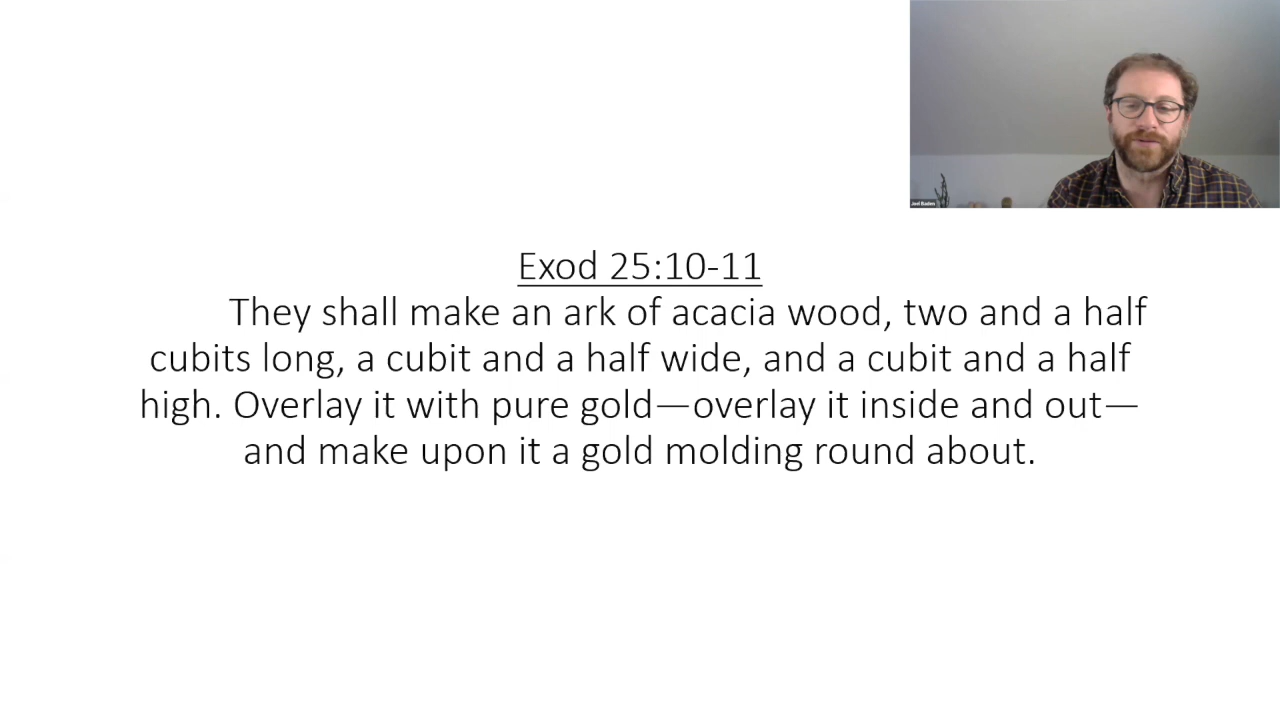 Joel Baden
Exod 25:10-11
They shall make an ark of acacia wood, two and a half
cubits long, a cubit and a half wide, and a cubit and a half
high. Overlay it with pure gold—overlay it inside and out—
and make upon it a gold molding round about.